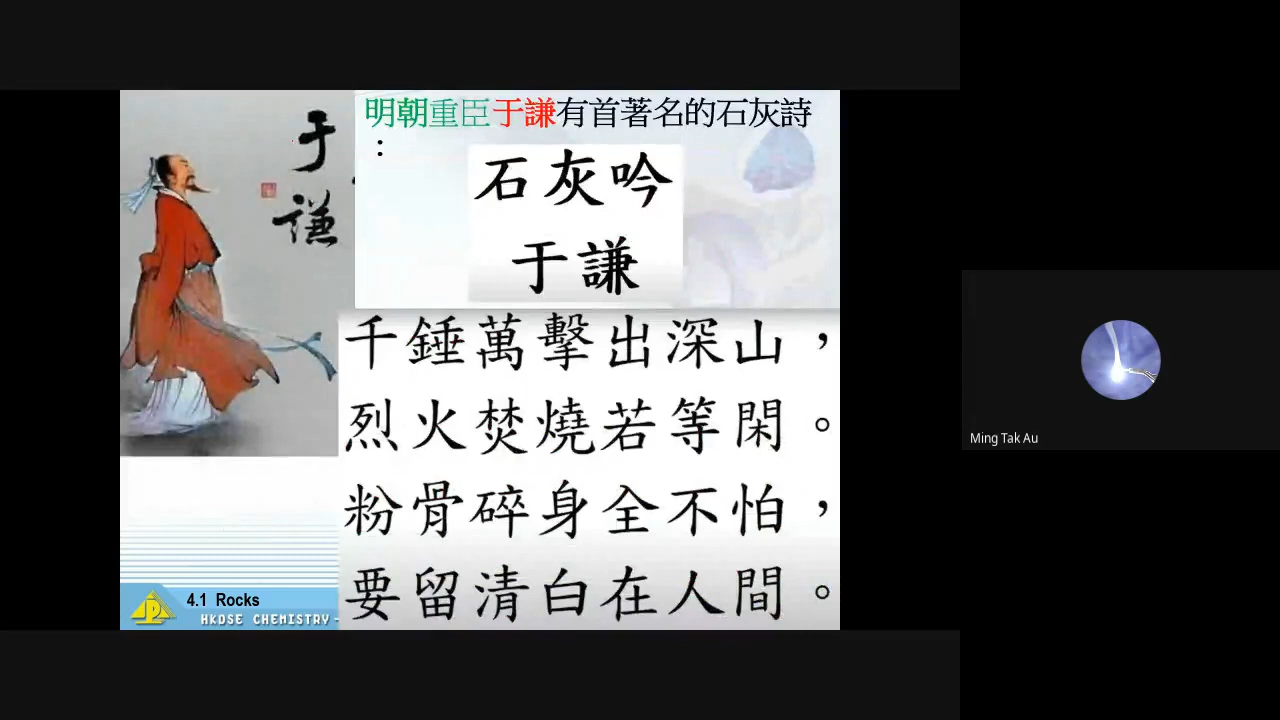 于
謙
明朝重臣于謙有首著名的石灰詩
：
石灰吟
于謙
千錘萬擊出深山，
烈火焚燒若等閑。
粉骨碎身全不怕，
要留清白在人間。
4.1 Rocks
HKDSE CHEMISTRY -
Ming Tak Au